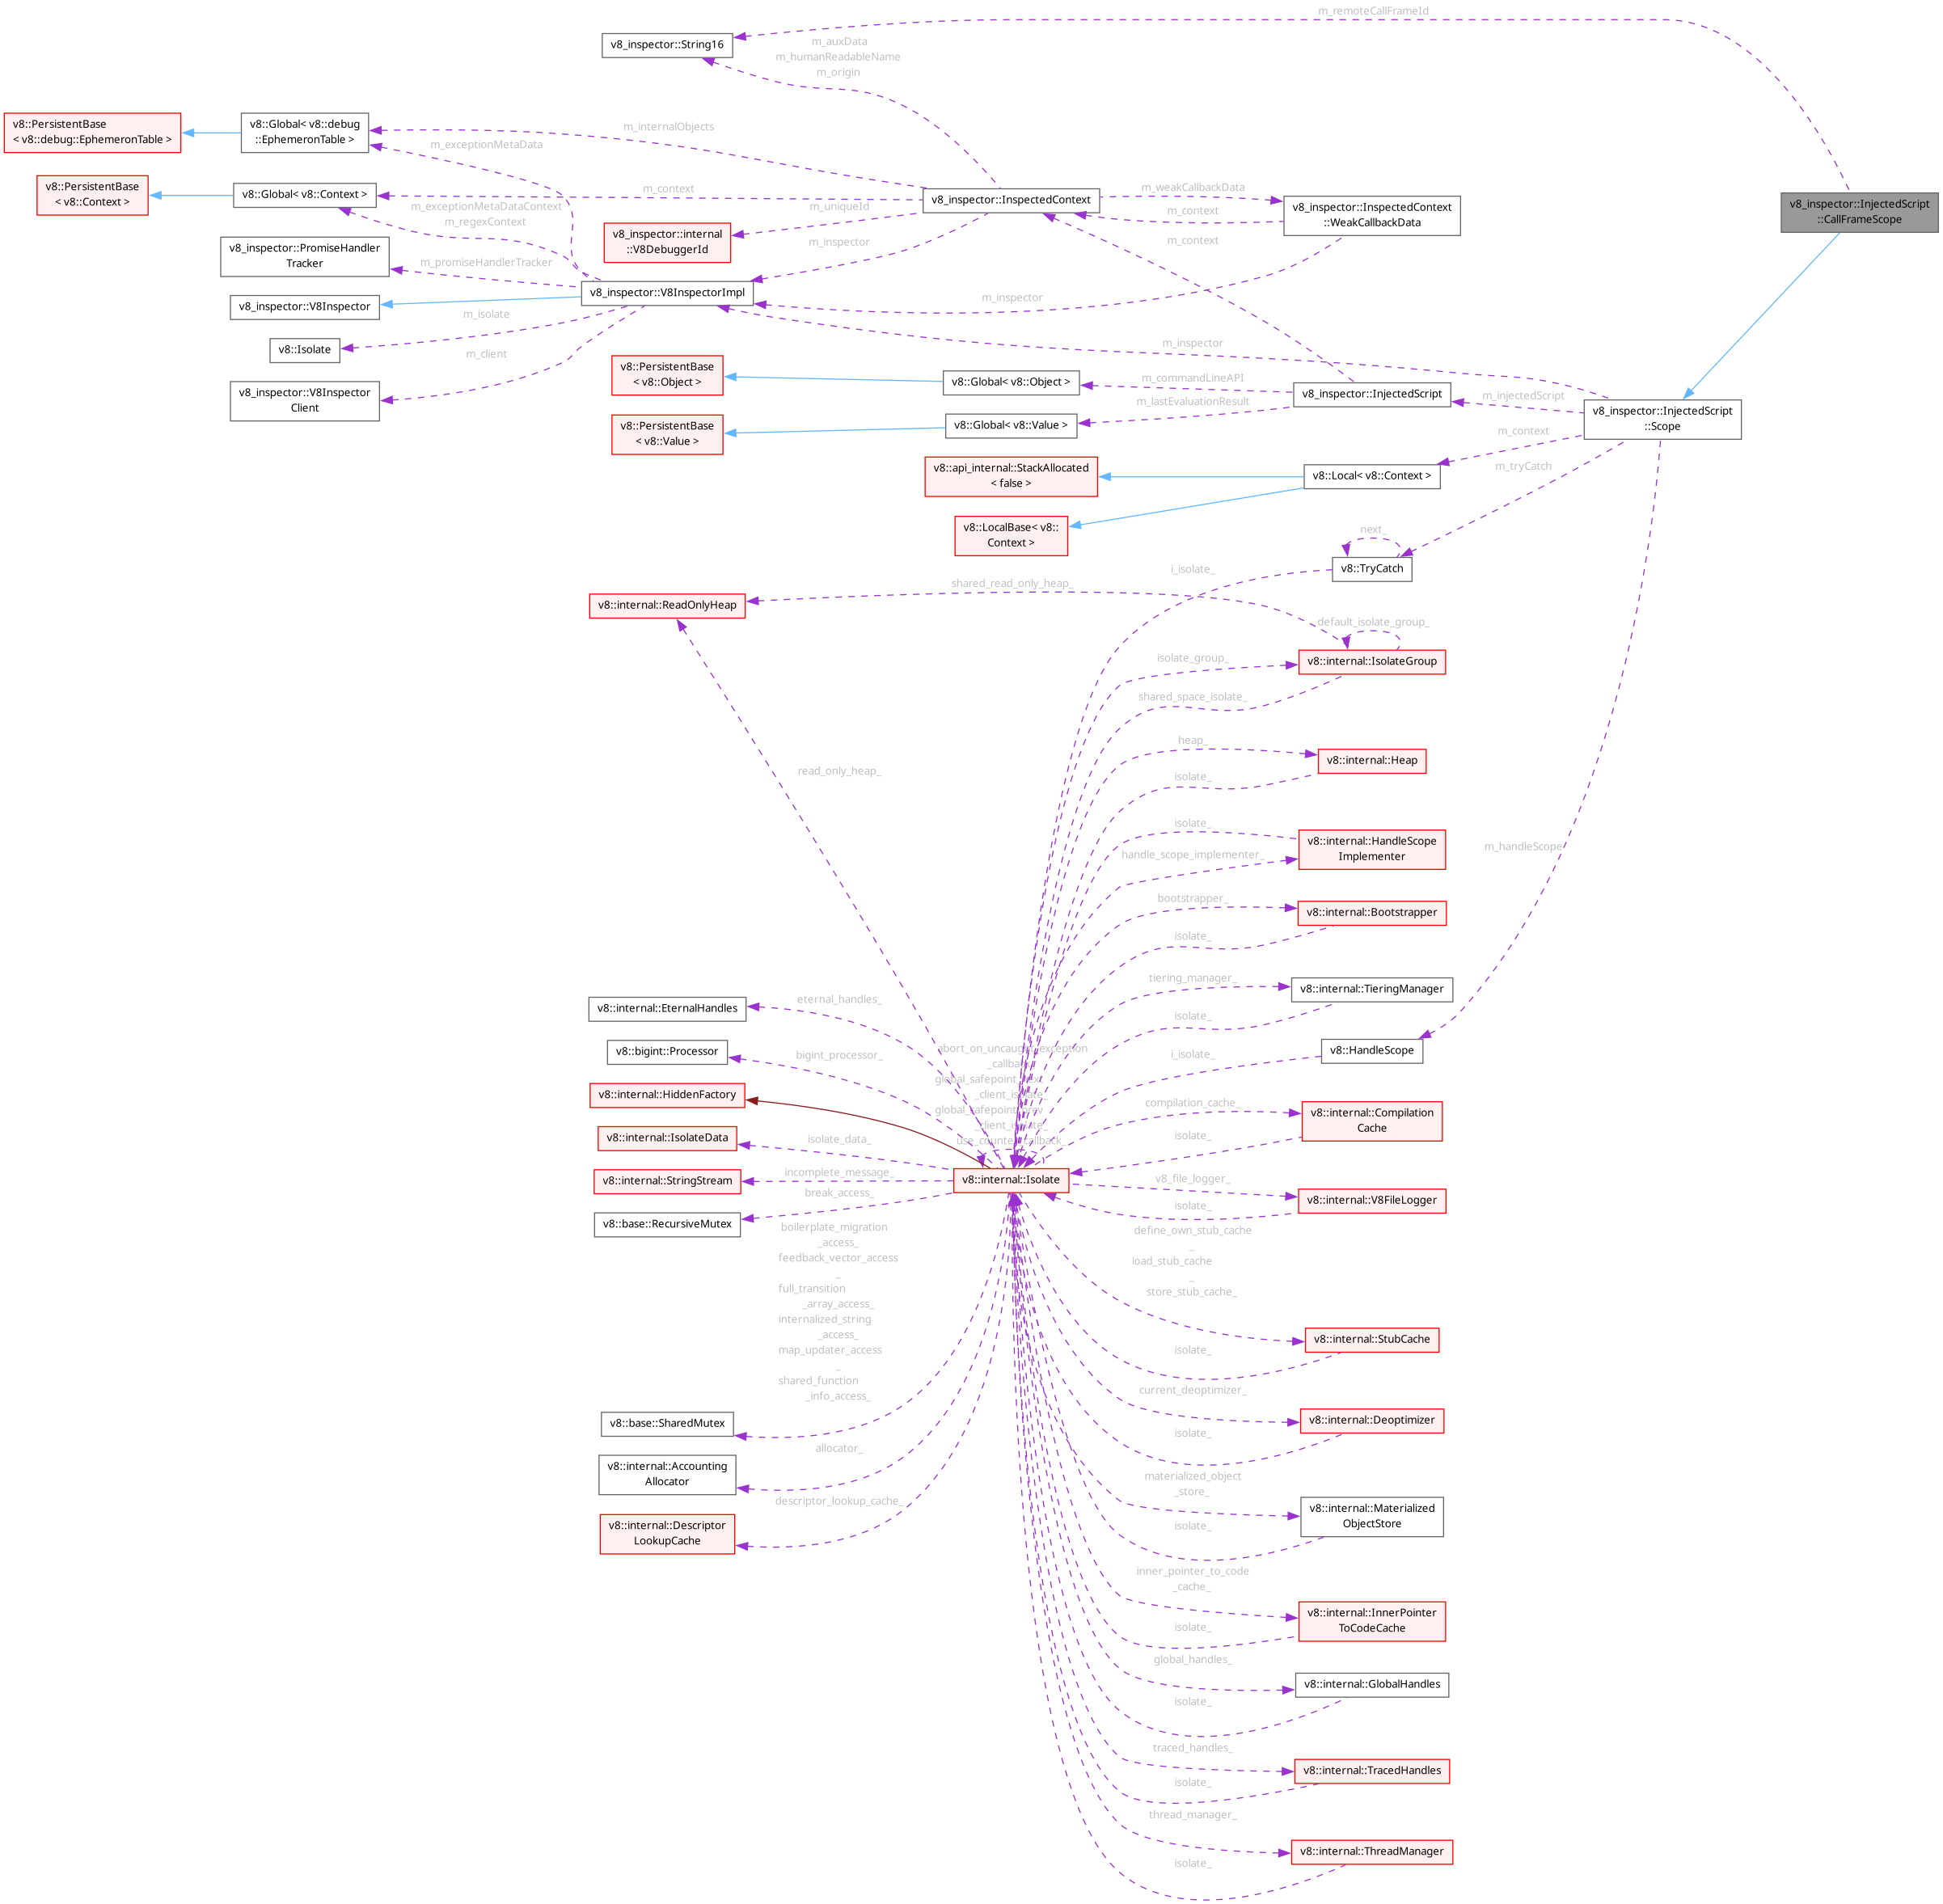 m_remoteCallFrameId
v8_inspector::String16
m_auxData
m_humanReadableName
m_origin
v8::PersistentBase
< v8::debug::EphemeronTable >
v8::Global< v8::debug
::EphemeronTable >
m_internalObjects
m_exceptionMetaData
v8::PersistentBase
< v8::Context >
v8::Global< v8::Context >
m_context
m_exceptionMetaDataContext
m_regexContext
v8_inspector::InspectedContext
m_weakCallbackData
m_context
v8_inspector::InspectedContext
::WeakCallbackData
v8_inspector::InjectedScript
::CallFrameScope
m_uniqueId
v8_inspector::internal
::V8DebuggerId
m_inspector
m_context
v8_inspector::PromiseHandler
Tracker
m_promiseHandlerTracker
v8_inspector::V8InspectorImpl
v8_inspector::V8Inspector
m_isolate
m_inspector
v8::Isolate
m_client
m_inspector
v8_inspector::V8Inspector
Client
v8::PersistentBase
< v8::Object >
v8::Global< v8::Object >
m_commandLineAPI
m_lastEvaluationResult
v8_inspector::InjectedScript
m_injectedScript
v8_inspector::InjectedScript
::Scope
v8::PersistentBase
< v8::Value >
v8::Global< v8::Value >
m_context
m_tryCatch
v8::api_internal::StackAllocated
< false >
v8::Local< v8::Context >
v8::LocalBase< v8::
Context >
next_
v8::TryCatch
i_isolate_
shared_read_only_heap_
v8::internal::ReadOnlyHeap
default_isolate_group_
isolate_group_
v8::internal::IsolateGroup
shared_space_isolate_
heap_
v8::internal::Heap
read_only_heap_
isolate_
isolate_
v8::internal::HandleScope
Implementer
handle_scope_implementer_
m_handleScope
bootstrapper_
v8::internal::Bootstrapper
isolate_
tiering_manager_
v8::internal::TieringManager
eternal_handles_
v8::internal::EternalHandles
isolate_
v8::bigint::Processor
bigint_processor_
abort_on_uncaught_exception
_callback_
global_safepoint_next
_client_isolate_
global_safepoint_prev
_client_isolate_
use_counter_callback_
i_isolate_
v8::HandleScope
v8::internal::HiddenFactory
compilation_cache_
v8::internal::Compilation
Cache
v8::internal::IsolateData
isolate_data_
isolate_
v8::internal::StringStream
incomplete_message_
v8::internal::Isolate
v8_file_logger_
v8::internal::V8FileLogger
break_access_
isolate_
v8::base::RecursiveMutex
boilerplate_migration
_access_
feedback_vector_access
_
full_transition
_array_access_
internalized_string
_access_
map_updater_access
_
shared_function
_info_access_
define_own_stub_cache
_
load_stub_cache
_
store_stub_cache_
v8::internal::StubCache
isolate_
current_deoptimizer_
v8::internal::Deoptimizer
v8::base::SharedMutex
isolate_
allocator_
v8::internal::Accounting
Allocator
materialized_object
_store_
v8::internal::Materialized
ObjectStore
descriptor_lookup_cache_
v8::internal::Descriptor
LookupCache
isolate_
inner_pointer_to_code
_cache_
v8::internal::InnerPointer
ToCodeCache
isolate_
global_handles_
v8::internal::GlobalHandles
isolate_
traced_handles_
v8::internal::TracedHandles
isolate_
thread_manager_
v8::internal::ThreadManager
isolate_